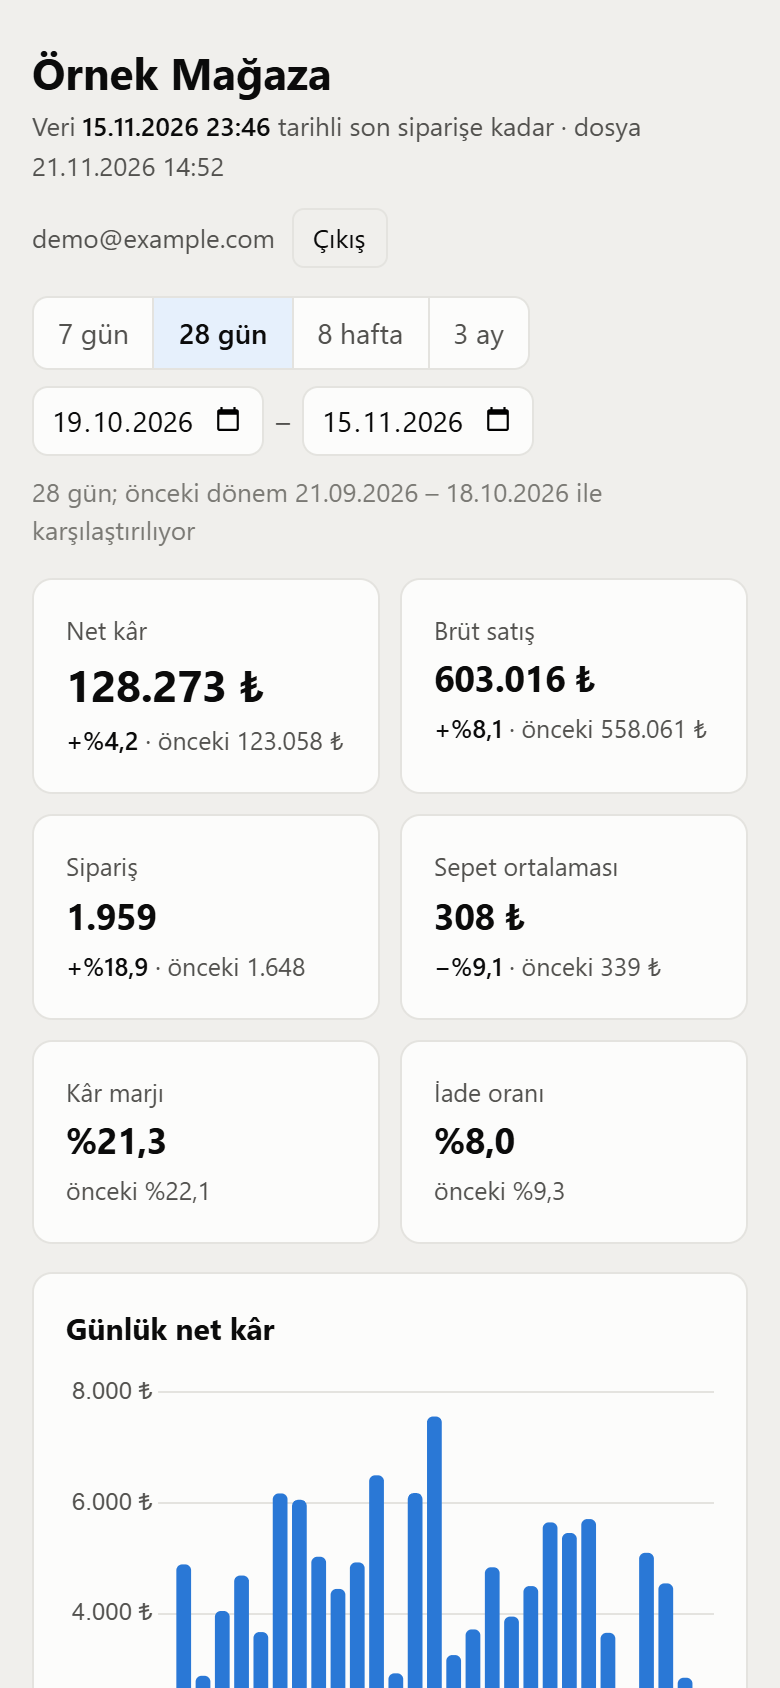 Örnek Mağaza
Veri 15.11.2026 23:46 tarihli son siparişe kadar · dosya
21.11.2026 14:52
demo@example.com Çıkış
7 gün 28 gün 8 hafta 3 ay
19.10.2026 – 15.11.2026
28 gün; önceki dönem 21.09.2026 – 18.10.2026 ile
karşılaştırılıyor
Net kâr
128.273 ₺
+%4,2 · önceki 123.058 ₺
Brüt satış
603.016 ₺
+%8,1 · önceki 558.061 ₺
Sipariş
1.959
+%18,9 · önceki 1.648
Sepet ortalaması
308 ₺
−%9,1 · önceki 339 ₺
Kâr marjı
%21,3
önceki %22,1
İade oranı
%8,0
önceki %9,3
Günlük net kâr
8.000 ₺
6.000 ₺
4.000 ₺